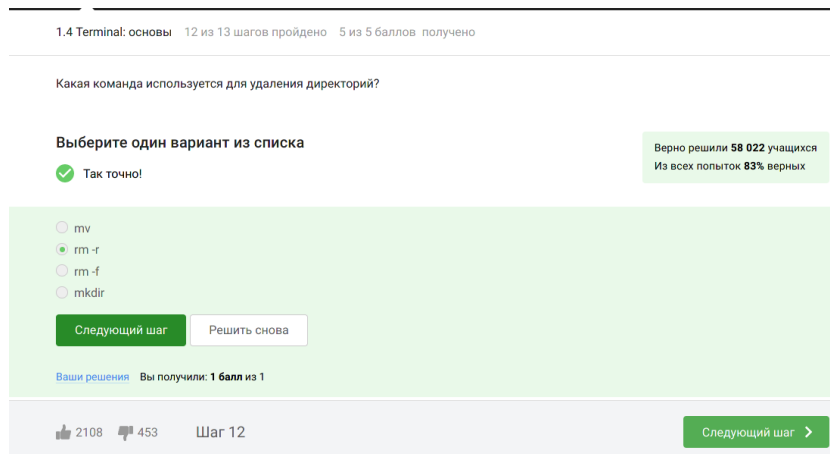 1.4 Terminal: основы 12 из 13 шагов пройдено 5 из 5 баллов получено
Какая команда используется для удаления директорий?
Выберите один вариант из списка
Так точно!
Верно решили 58 022 учащихся
Из всех попыток 83% верных
mv
rm -r
rm -f
mkdir
Следующий шаг Решить снова
Ваши решения Вы получили: 1 балл из 1
2108 453 Шаг 12 Следующий шаг